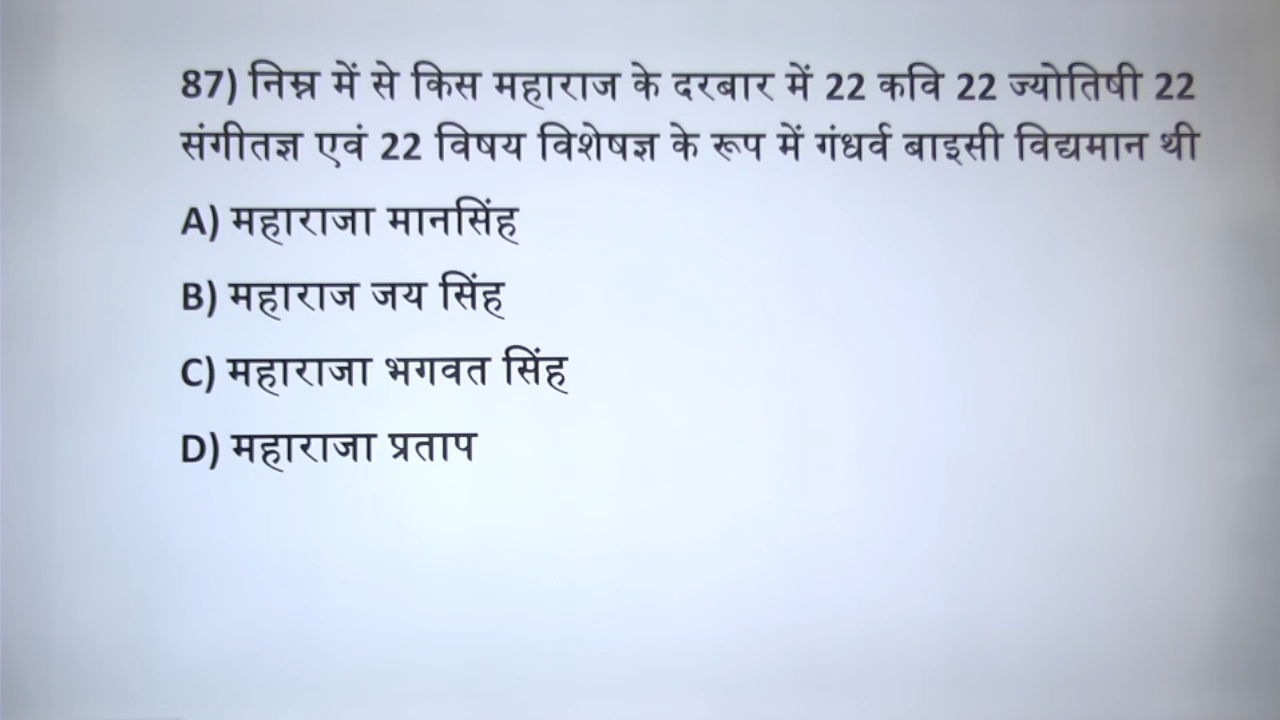 87) निम्न में से किस महाराज के दरबार में 22 कवि 22 ज्योतिषी 22
संगीतज्ञ एवं 22 विषय विशेषज्ञ के रूप में गंधर्व बाइसी विद्यमान थी
A) महाराजा मानसिंह
B) महाराज जय सिंह
C) महाराजा भगवत सिंह
D) महाराजा प्रताप